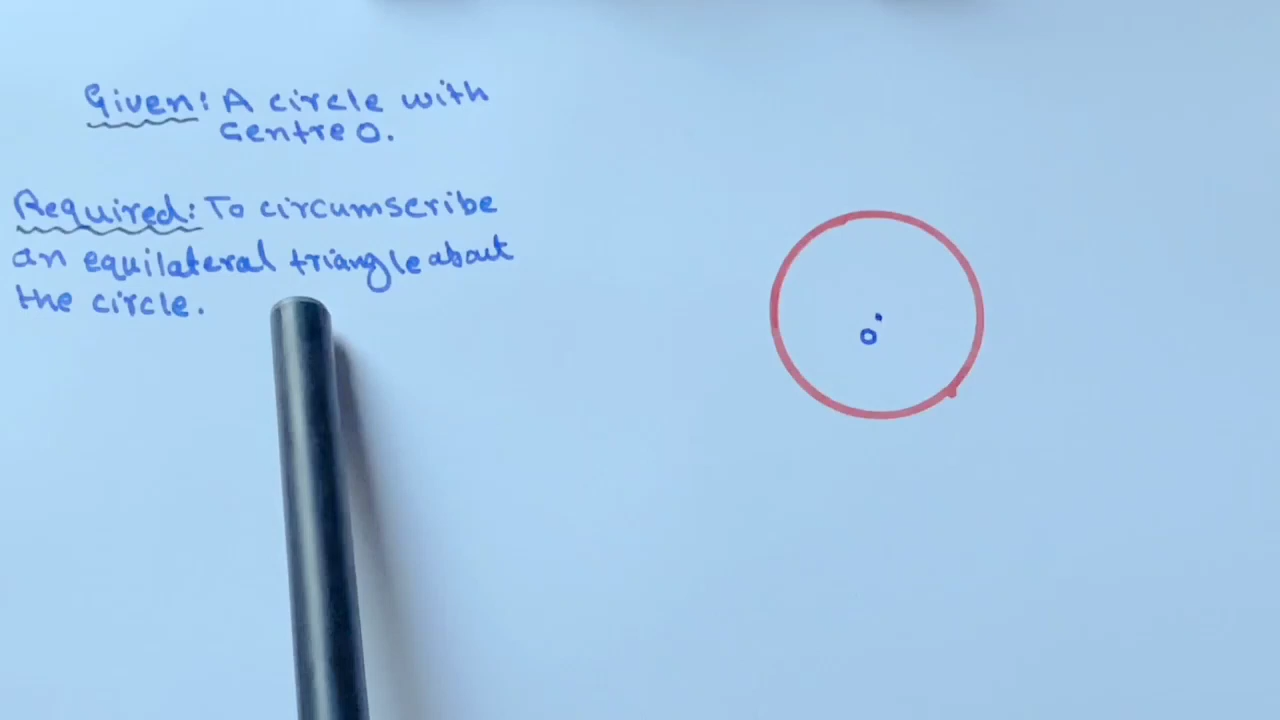 Given: A circle with
centre O.
Required: To circumscribe
an equilateral triangle about
the circle.
O